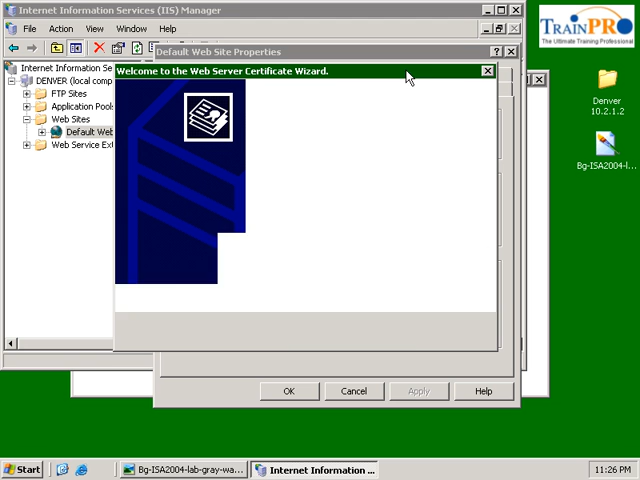 Internet Information Services (IIS) Manager
File Action View Window Help
Default Web Site Properties
Internet Information Se
DENVER (local comp
FTP Sites
Application Pools
Web Sites
Default Web
Web Service Ex
Welcome to the Web Server Certificate Wizard.
OK Cancel Apply Help
TrainPRO
The Ultimate Training Professional
Denver
10.2.1.2
Bg-ISA2004-l...
Start
Bg-ISA2004-lab-gray-wa...
Internet Information ...
11:26 PM